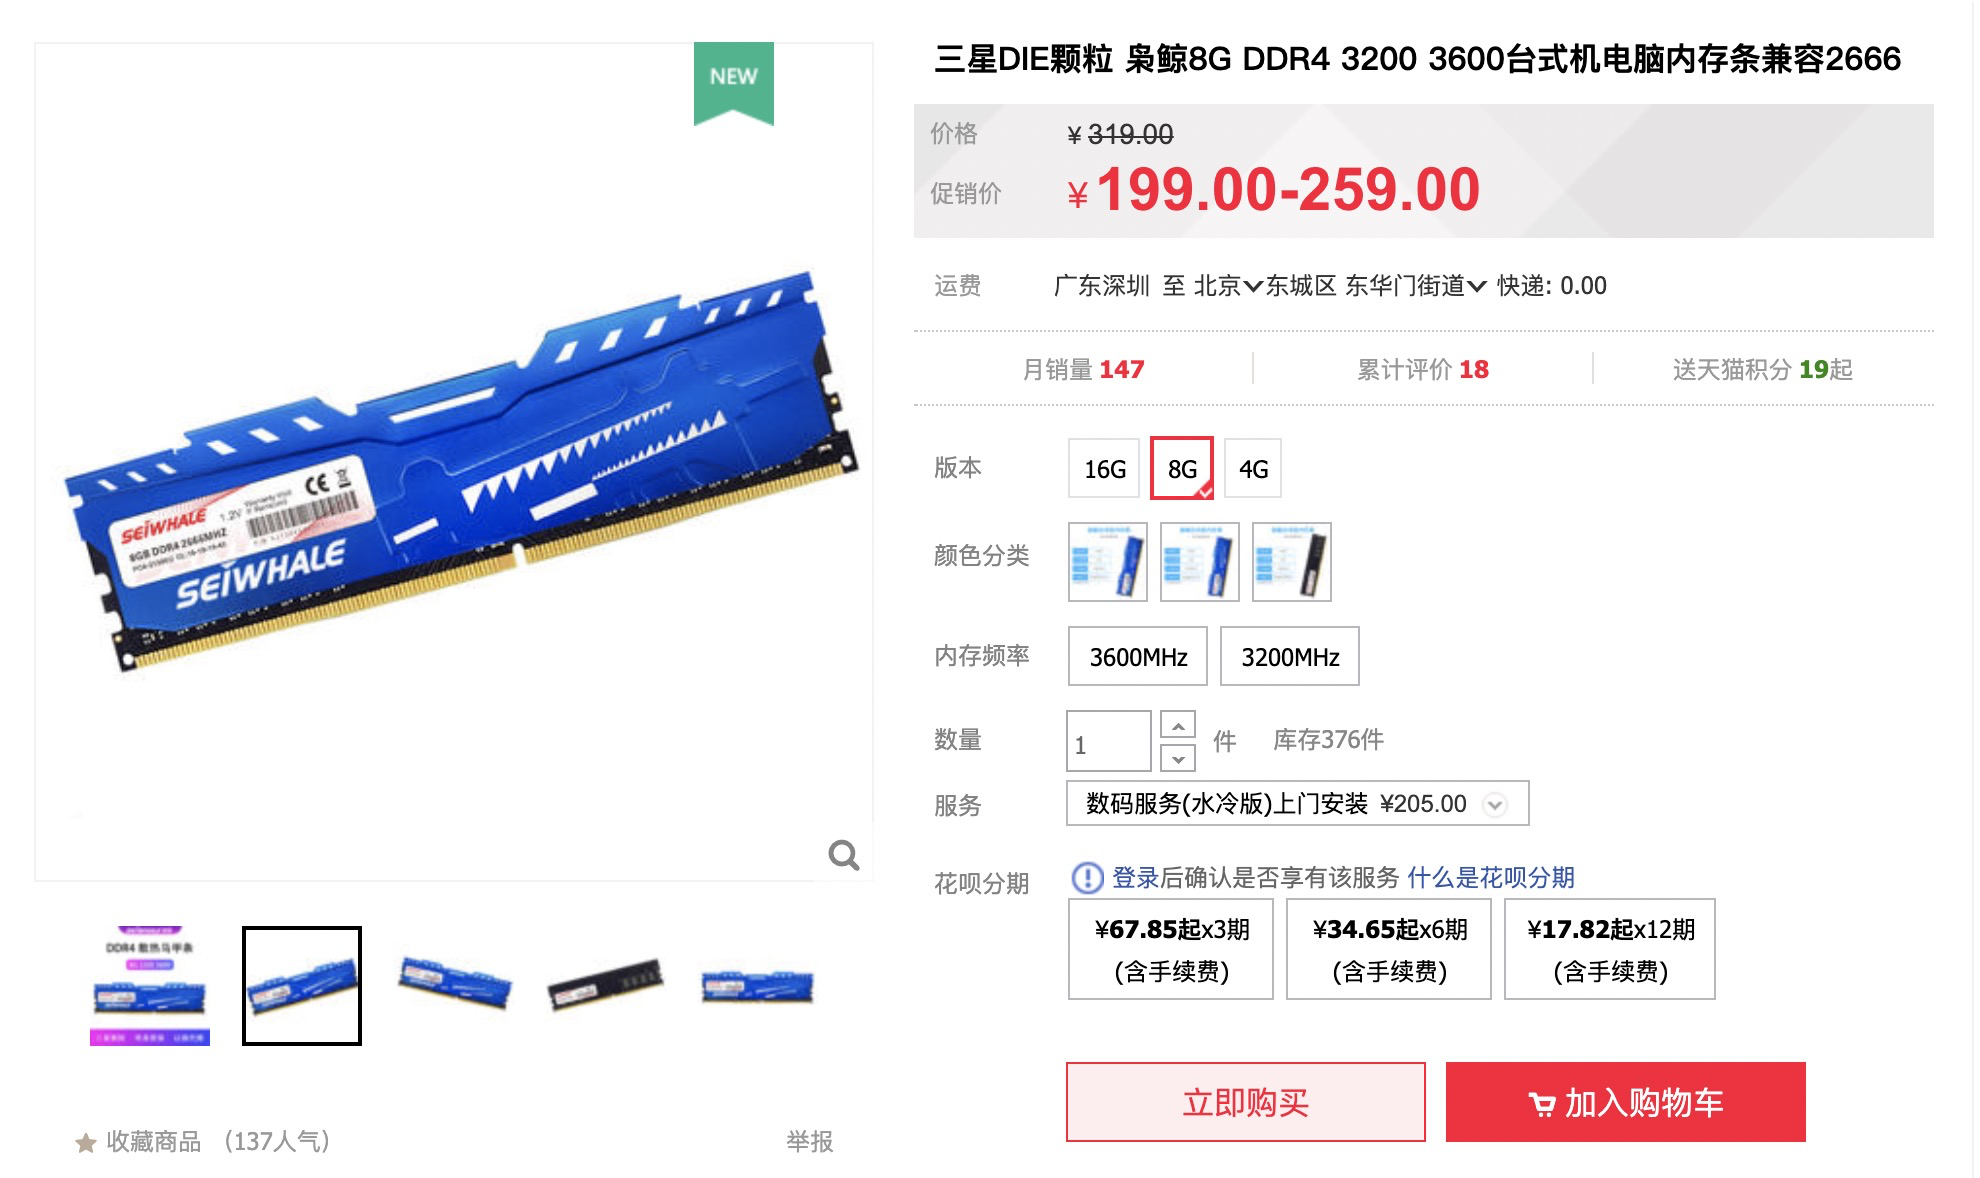 NEW
SEIWHALE
1.2V
8GB DDR4 2666MHZ
SEIWHALE
DDR4 散热马甲条
收藏商品 (137人气)
举报
三星DIE颗粒 枭鲸8G DDR4 3200 3600台式机电脑内存条兼容2666
价格 ¥ 319.00
促销价 ¥ 199.00-259.00
运费 广东深圳 至 北京 东城区 东华门街道 快递: 0.00
月销量 147 累计评价 18 送天猫积分 19起
版本 16G 8G 4G
颜色分类
内存频率 3600MHz 3200MHz
数量 1 件 库存376件
服务 数码服务(水冷版)上门安装 ¥205.00
花呗分期 登录后确认是否享有该服务 什么是花呗分期
¥67.85起x3期 ¥34.65起x6期 ¥17.82起x12期
(含手续费) (含手续费) (含手续费)
立即购买 加入购物车